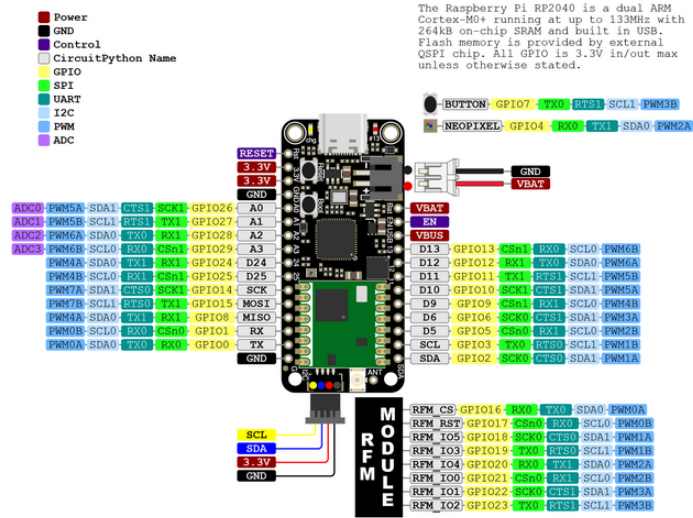 Power
GND
Control
CircuitPython Name
GPIO
SPI
UART
I2C
PWM
ADC
The Raspberry Pi RP2040 is a dual ARM
Cortex-M0+ running at up to 133MHz with
264kB on-chip SRAM and built in USB.
Flash memory is provided by external
QSPI chip. All GPIO is 3.3V in/out max
unless otherwise stated.
BUTTON GPIO7 TX0 RTS1 SCL1 PWM3B
NEOPIXEL GPIO4 RX0 TX1 SDA0 PWM2A
RESET
3.3V
3.3V
GND
ADC0 PWM5A SDA1 CTS1 SCK1 GPIO26 A0
ADC1 PWM5B SCL1 RTS1 TX1 GPIO27 A1
ADC2 PWM6A SDA0 TX0 RX1 GPIO28 A2
ADC3 PWM6B SCL0 RX0 CSn1 GPIO29 A3
PWM4A SDA0 TX1 RX1 GPIO24 D24
PWM4B SCL0 RX1 CSn1 GPIO25 D25
PWM7A SDA1 CTS0 SCK1 GPIO14 SCK
PWM7B SCL1 RTS0 TX1 GPIO15 MOSI
PWM4A SDA0 TX1 RX1 GPIO8 MISO
PWM0B SCL0 RX0 CSn0 GPIO1 RX
PWM0A SDA0 TX0 RX0 GPIO0 TX
GND
GND
VBAT
VBAT
EN
VBUS
D13 GPIO13 CSn1 RX0 SCL0 PWM6B
D12 GPIO12 RX1 TX0 SDA0 PWM6A
D11 GPIO11 TX1 RTS1 SCL1 PWM5B
D10 GPIO10 SCK1 CTS1 SDA1 PWM5A
D9 GPIO9 CSn1 RX1 SCL0 PWM4B
D6 GPIO6 SCK0 CTS1 SDA1 PWM3A
D5 GPIO5 CSn0 RX1 SCL0 PWM2B
SCL GPIO3 TX0 RTS0 SCL1 PWM1B
SDA GPIO2 SCK0 CTS0 SDA1 PWM1A
ANT
SDA
I2C
SCL
SDA
3.3V
GND
RFM MODULE
RFM_CS GPIO16 RX0 TX0 SDA0 PWM0A
RFM_RST GPIO17 CSn0 RX0 SCL0 PWM0B
RFM_IO5 GPIO18 SCK0 CTS0 SDA1 PWM1A
RFM_IO3 GPIO19 TX0 RTS0 SCL1 PWM1B
RFM_IO4 GPIO20 RX0 TX1 SDA0 PWM2A
RFM_IO0 GPIO21 CSn0 RX1 SCL0 PWM2B
RFM_IO1 GPIO22 SCK0 CTS1 SDA1 PWM3A
RFM_IO2 GPIO23 TX0 RTS1 SCL1 PWM3B